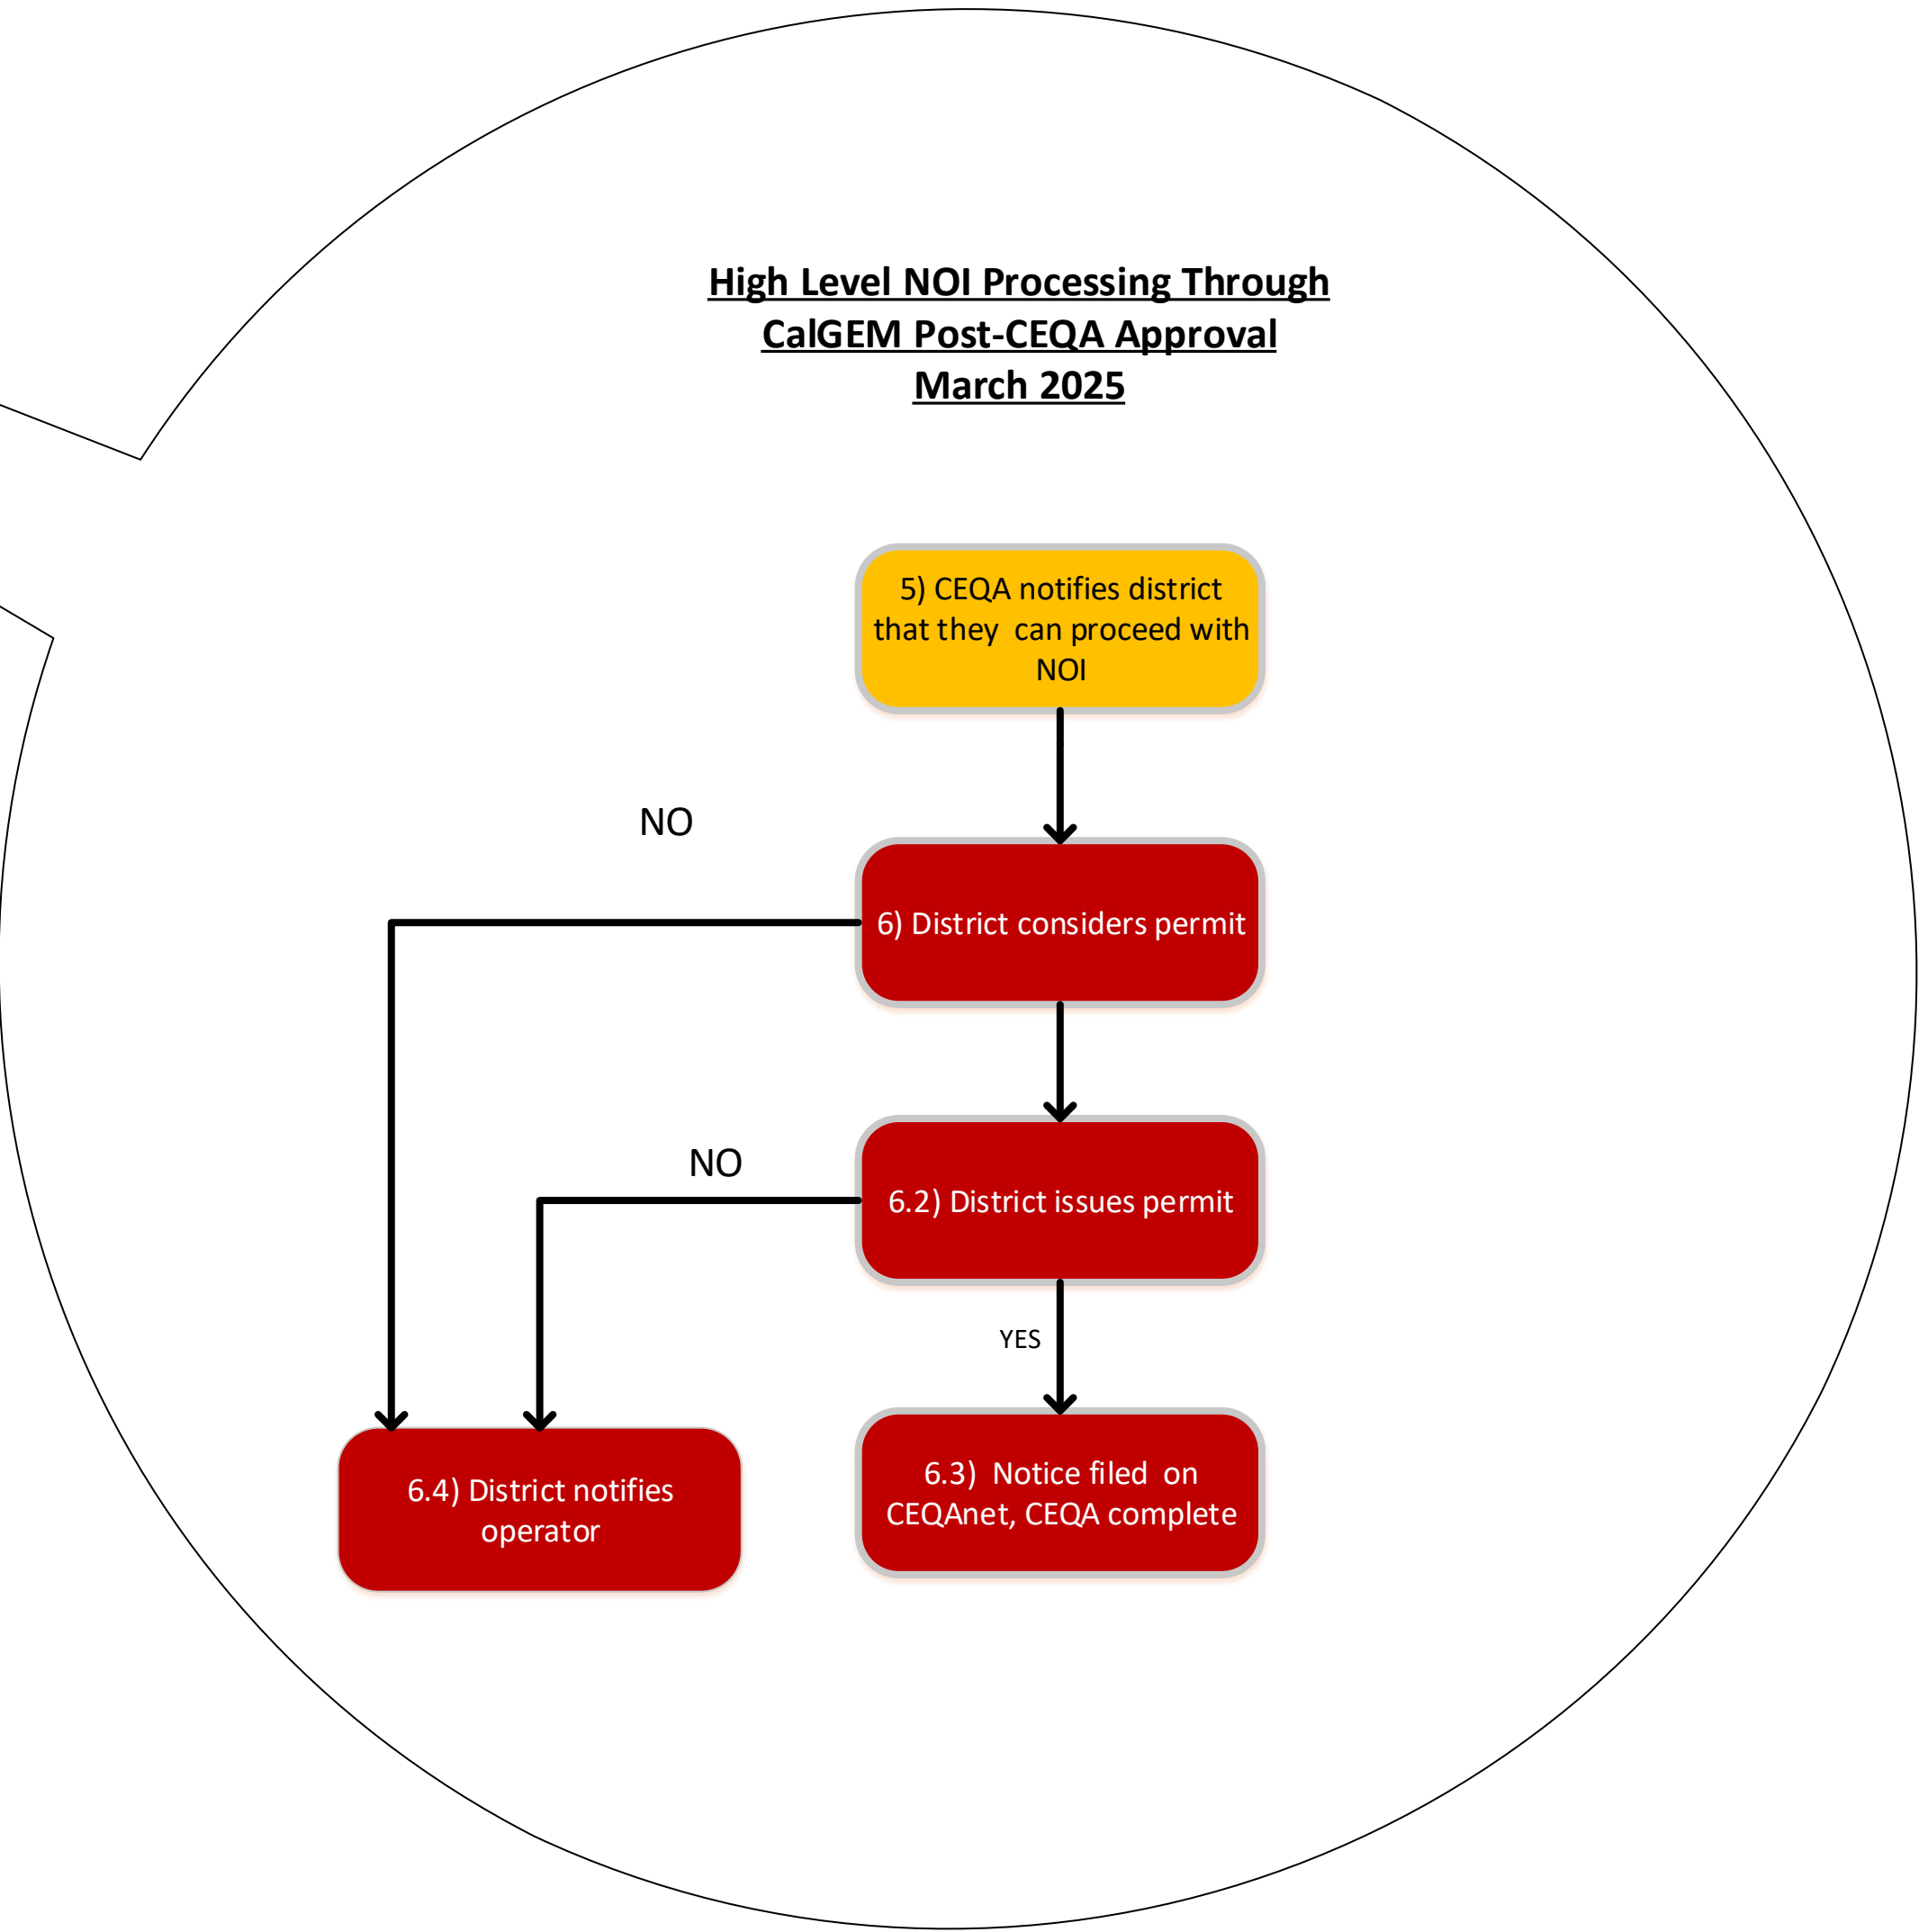 High Level NOI Processing Through
CalGEM Post-CEQA Approval
March 2025
5) CEQA notifies district
that they can proceed with
NOI
NO
6) District considers permit
NO
6.2) District issues permit
YES
6.4) District notifies
operator
6.3) Notice filed on
CEQAnet, CEQA complete